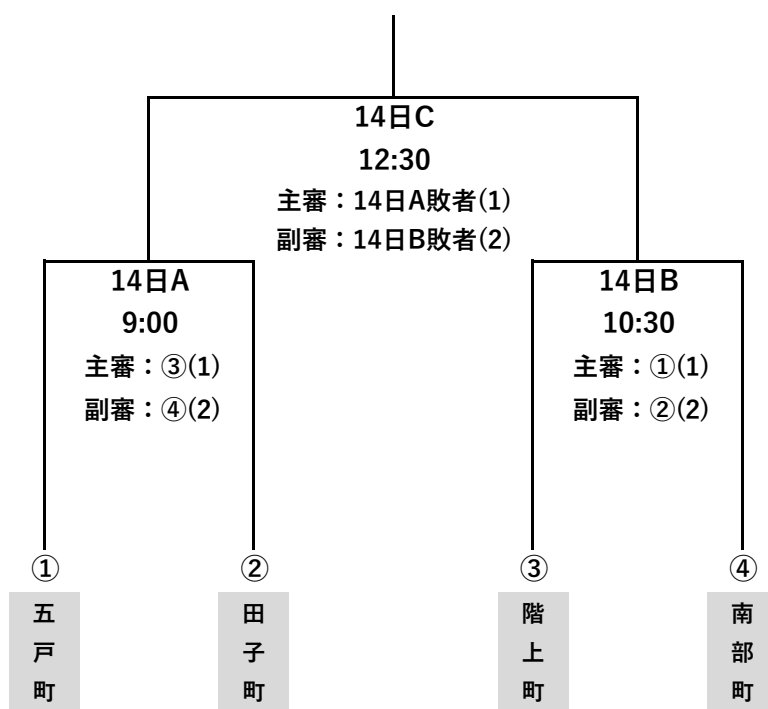 14日C
12:30
主審：14日A敗者(1)
副審：14日B敗者(2)
14日A
9:00
主審：③(1)
副審：④(2)
14日B
10:30
主審：①(1)
副審：②(2)
①
②
③
④
五戸町
田子町
階上町
南部町